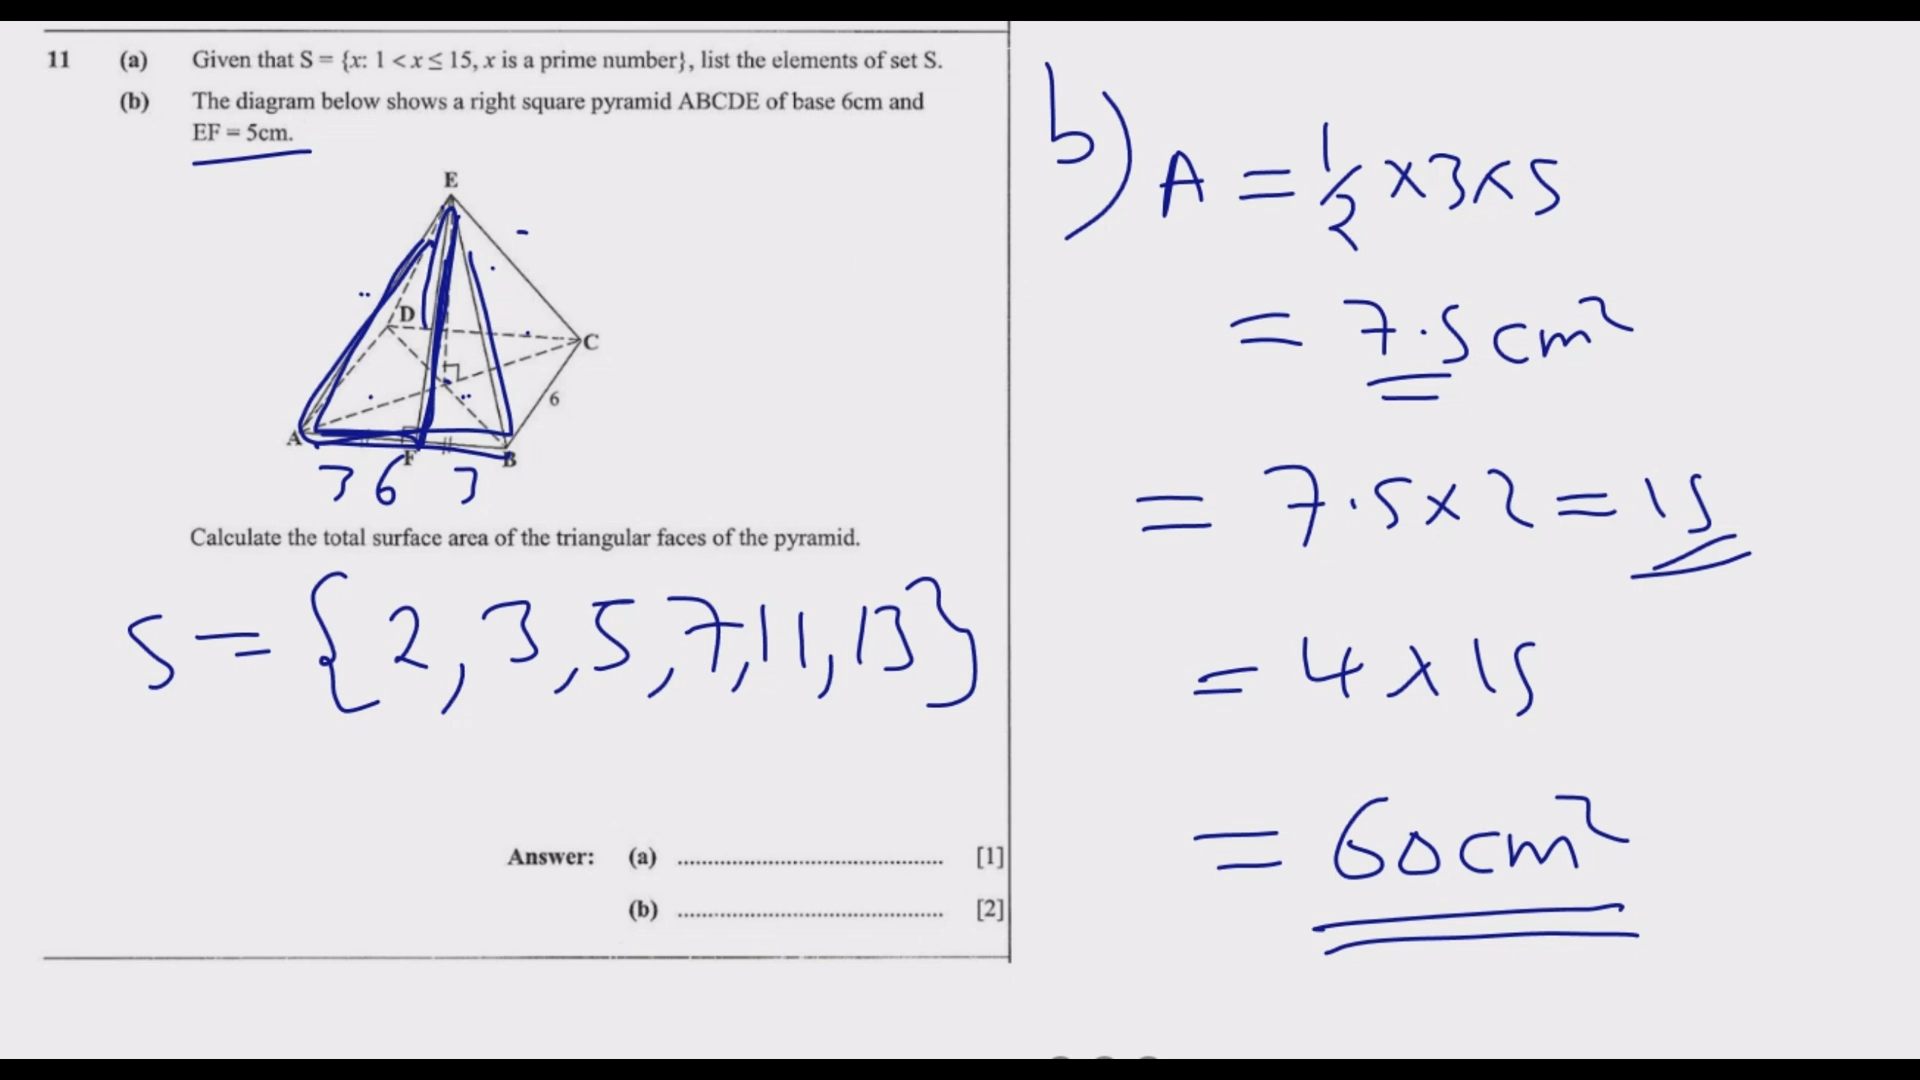 11 (a) Given that S = {x: 1 < x ≤ 15, x is a prime number}, list the elements of set S.
(b) The diagram below shows a right square pyramid ABCDE of base 6cm and
EF = 5cm.
E
D
C
6
A
F
B
3 6 3
Calculate the total surface area of the triangular faces of the pyramid.
S = {2, 3, 5, 7, 11, 13}
Answer: (a) ........................................ [1]
(b) ........................................ [2]
b) A = 1/2 × 3 × 5
= 7.5 cm²
= 7.5 × 2 = 15
= 4 × 15
= 60 cm²